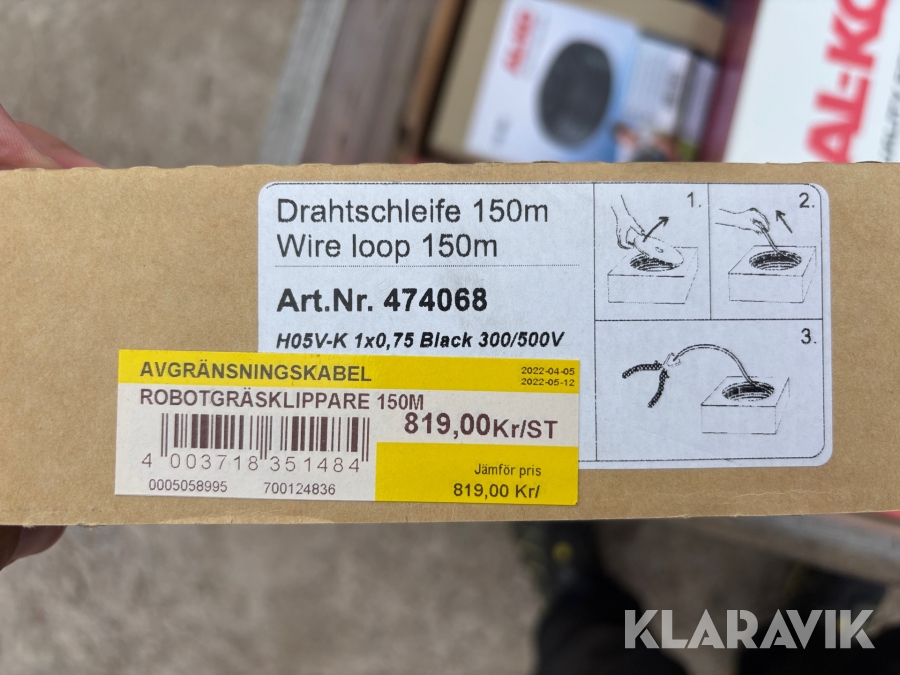 AL-KO
AL-KO
Drahtschleife 150m
Wire loop 150m
Art.Nr. 474068
H05V-K 1x0,75 Black 300/500V
1.
2.
3.
AVGRÄNSNINGSKABEL
2022-04-05
2022-05-12
ROBOTGRÄSKLIPPARE 150M
819,00Kr/ST
4 003718 351484
0005058995 700124836
Jämför pris
819,00 Kr/
KLARAVIK